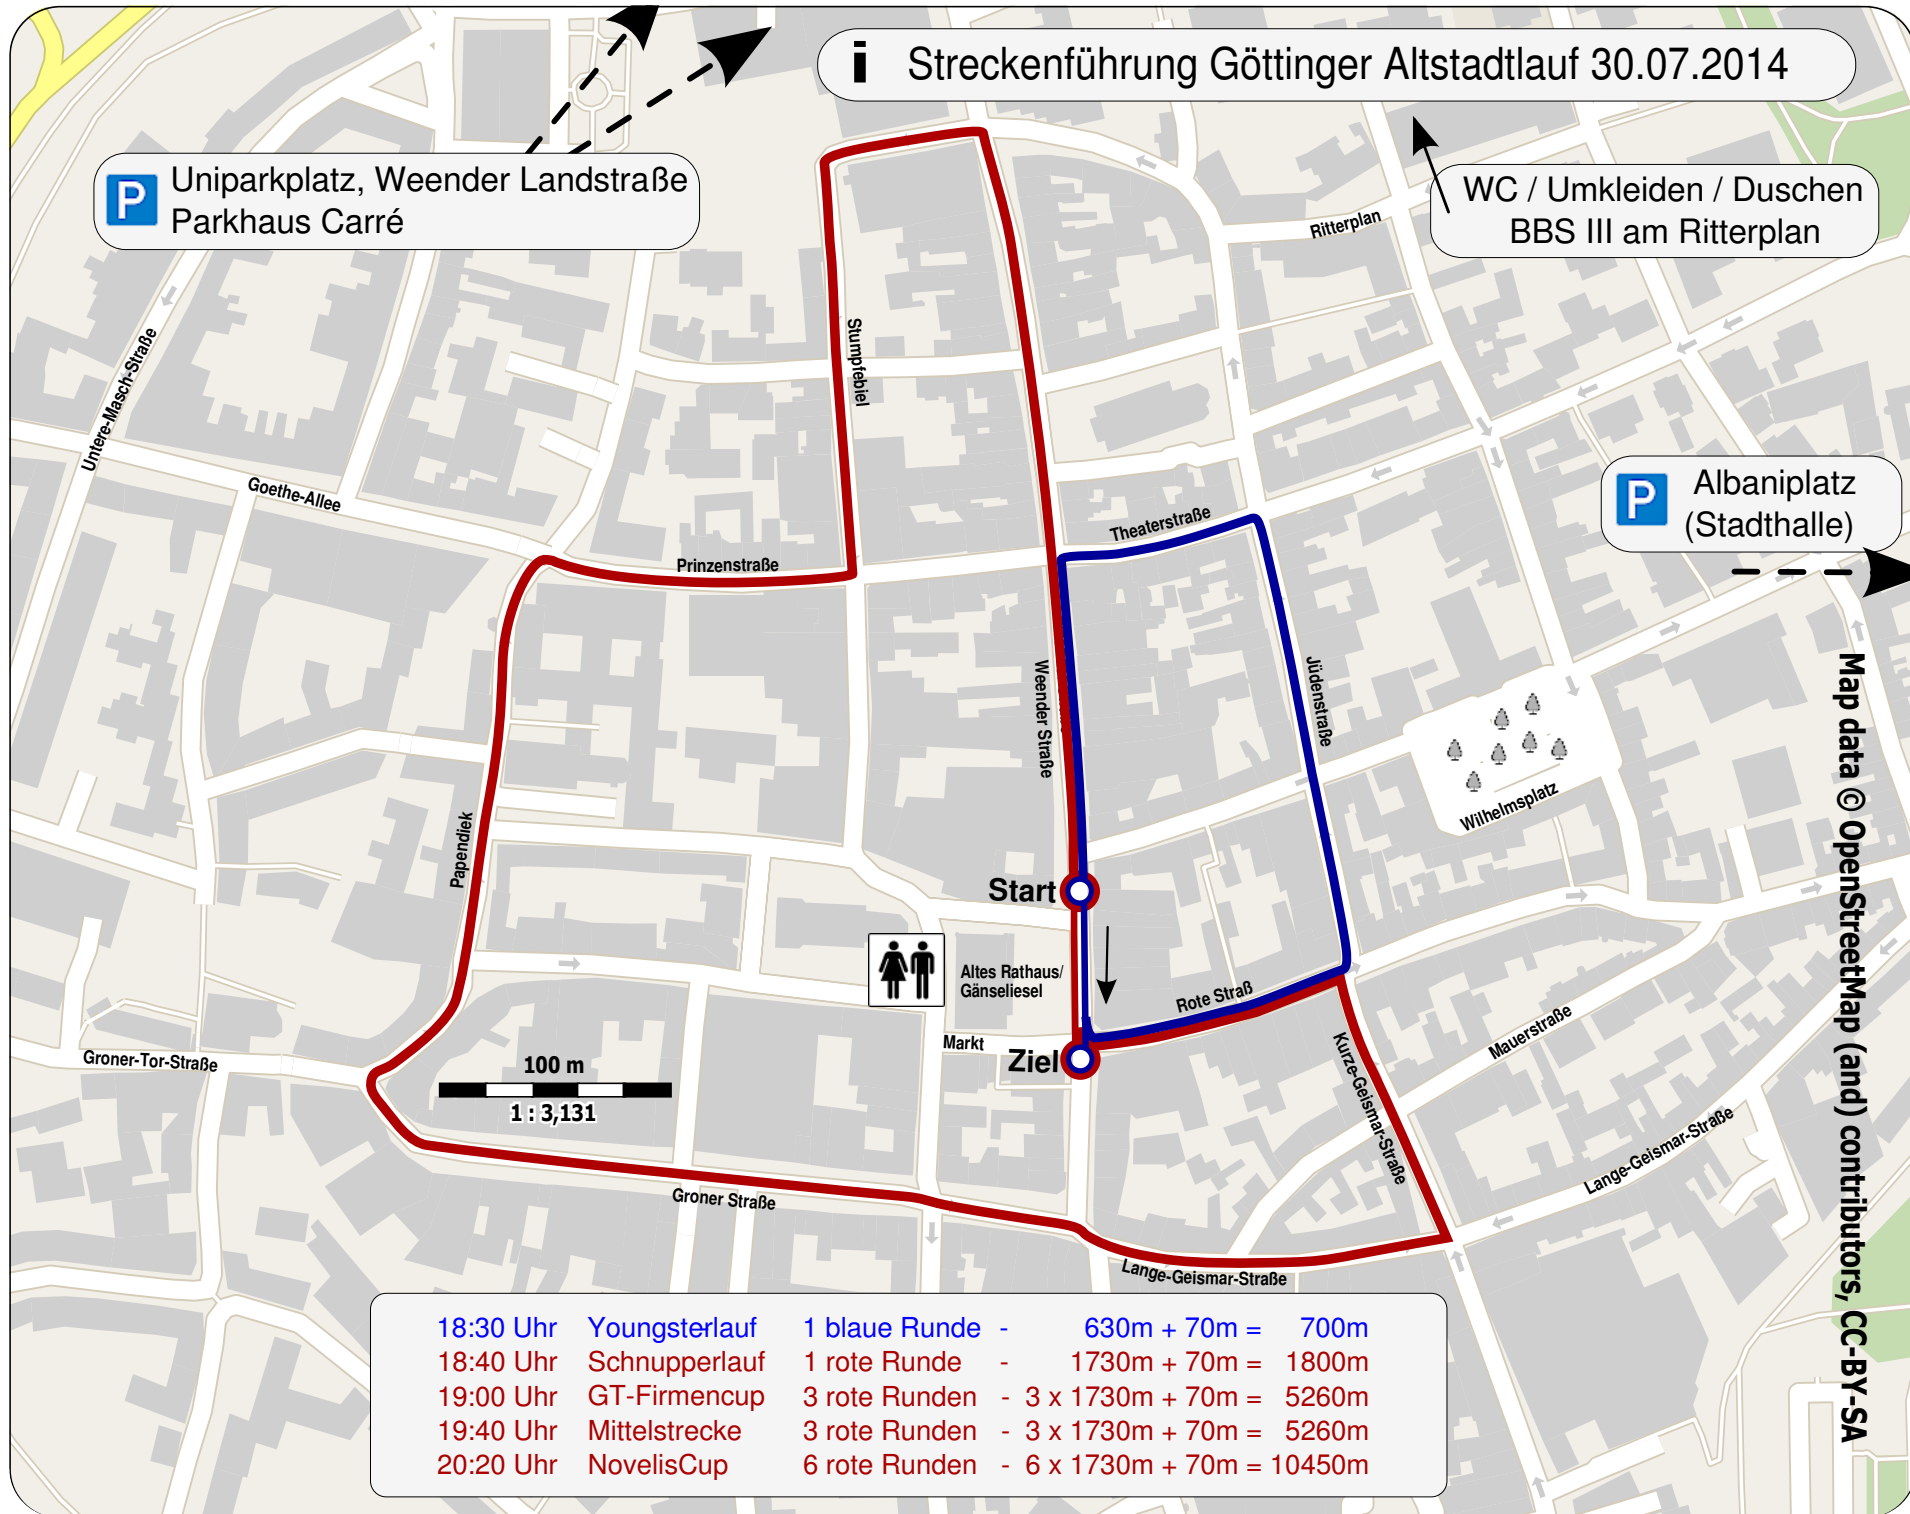 i Streckenführung Göttinger Altstadtlauf 30.07.2014
P Uniparkplatz, Weender Landstraße
Parkhaus Carré
WC / Umkleiden / Duschen
BBS III am Ritterplan
Ritterplan
Untere-Masch-Straße
Stumpfebiel
Goethe-Allee
P Albaniplatz
(Stadthalle)
Theaterstraße
Prinzenstraße
Weender Straße
Jüdenstraße
Wilhelmsplatz
Papendiek
Start
Altes Rathaus/
Gänseliesel
Rote Straß
Markt
Ziel
Groner-Tor-Straße
100 m
1 : 3,131
Kurze-Geismar-Straße
Mauerstraße
Lange-Geismar-Straße
Groner Straße
Lange-Geismar-Straße
Map data © OpenStreetMap (and) contributors, CC-BY-SA
18:30 Uhr Youngsterlauf 1 blaue Runde - 630m + 70m = 700m
18:40 Uhr Schnupperlauf 1 rote Runde - 1730m + 70m = 1800m
19:00 Uhr GT-Firmencup 3 rote Runden - 3 x 1730m + 70m = 5260m
19:40 Uhr Mittelstrecke 3 rote Runden - 3 x 1730m + 70m = 5260m
20:20 Uhr NovelisCup 6 rote Runden - 6 x 1730m + 70m = 10450m